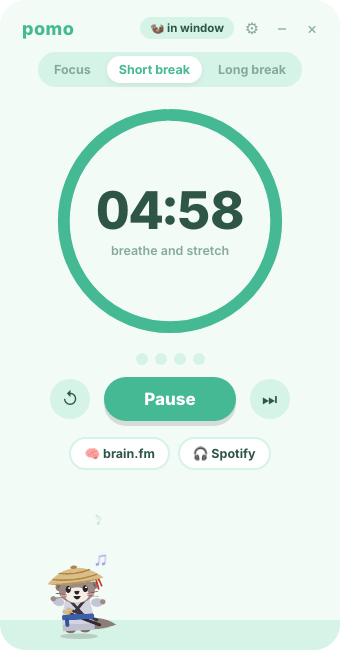 pomo
in window
Focus
Short break
Long break
04:58
breathe and stretch
Pause
brain.fm
Spotify